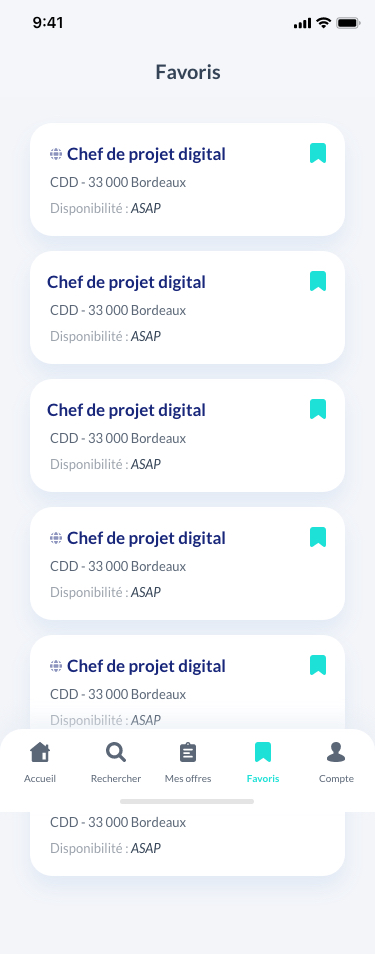 9:41
Favoris
Chef de projet digital
CDD - 33 000 Bordeaux
Disponibilité : ASAP
Chef de projet digital
CDD - 33 000 Bordeaux
Disponibilité : ASAP
Chef de projet digital
CDD - 33 000 Bordeaux
Disponibilité : ASAP
Chef de projet digital
CDD - 33 000 Bordeaux
Disponibilité : ASAP
Chef de projet digital
CDD - 33 000 Bordeaux
Disponibilité : ASAP
Accueil Rechercher Mes offres Favoris Compte
CDD - 33 000 Bordeaux
Disponibilité : ASAP